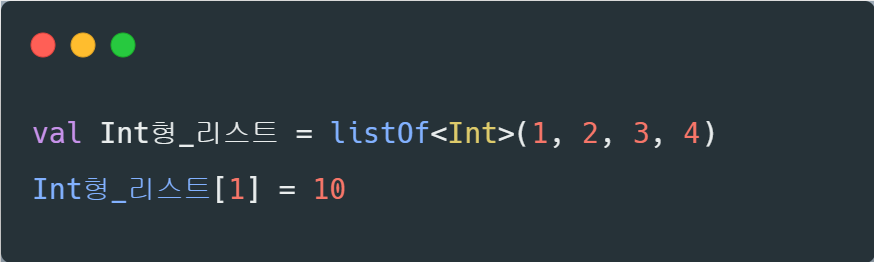 val Int형_리스트 = listOf<Int>(1, 2, 3, 4)
Int형_리스트[1] = 10